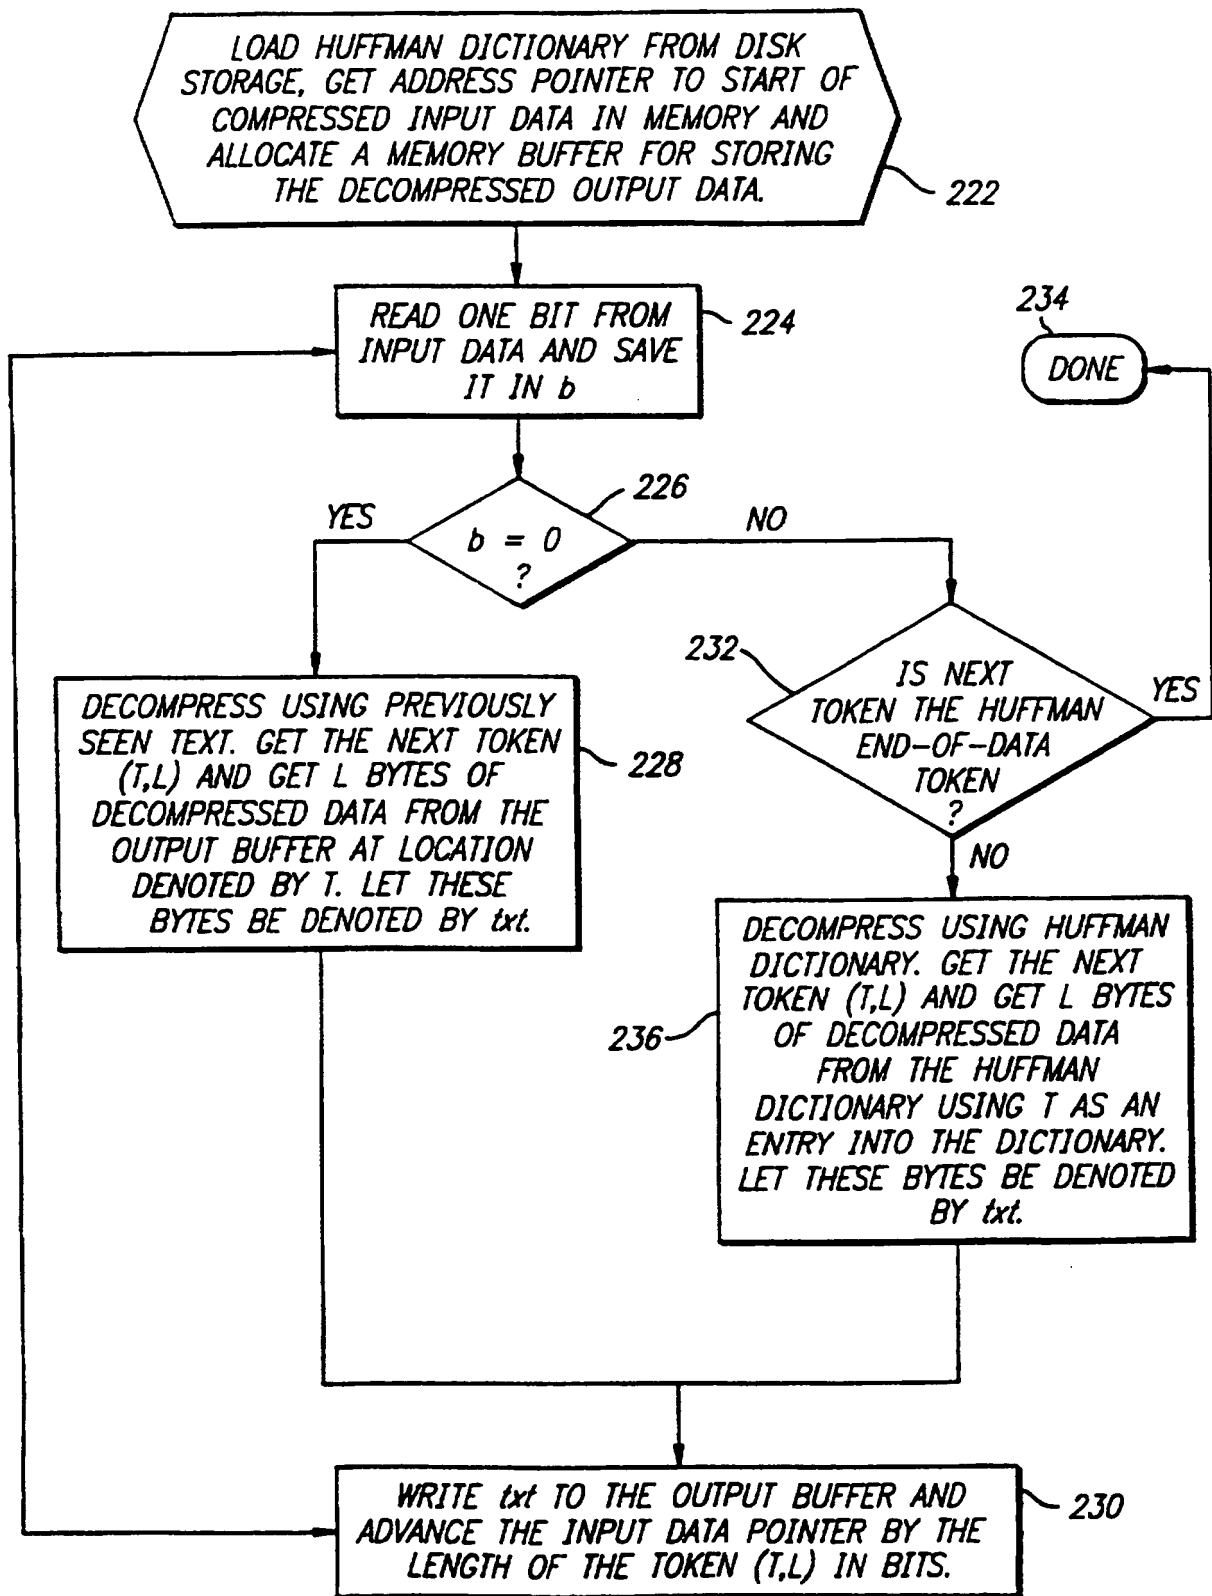 LOAD HUFFMAN DICTIONARY FROM DISK
STORAGE, GET ADDRESS POINTER TO START OF
COMPRESSED INPUT DATA IN MEMORY AND
ALLOCATE A MEMORY BUFFER FOR STORING
THE DECOMPRESSED OUTPUT DATA.
222
READ ONE BIT FROM
INPUT DATA AND SAVE
IT IN b
224
234
DONE
226
YES
b = 0
?
NO
232
IS NEXT
TOKEN THE HUFFMAN
END-OF-DATA
TOKEN
?
YES
NO
DECOMPRESS USING PREVIOUSLY
SEEN TEXT. GET THE NEXT TOKEN
(T,L) AND GET L BYTES OF
DECOMPRESSED DATA FROM THE
OUTPUT BUFFER AT LOCATION
DENOTED BY T. LET THESE
BYTES BE DENOTED BY txt.
228
DECOMPRESS USING HUFFMAN
DICTIONARY. GET THE NEXT
TOKEN (T,L) AND GET L BYTES
OF DECOMPRESSED DATA
FROM THE HUFFMAN
DICTIONARY USING T AS AN
ENTRY INTO THE DICTIONARY.
LET THESE BYTES BE DENOTED
BY txt.
236
WRITE txt TO THE OUTPUT BUFFER AND
ADVANCE THE INPUT DATA POINTER BY THE
LENGTH OF THE TOKEN (T,L) IN BITS.
230